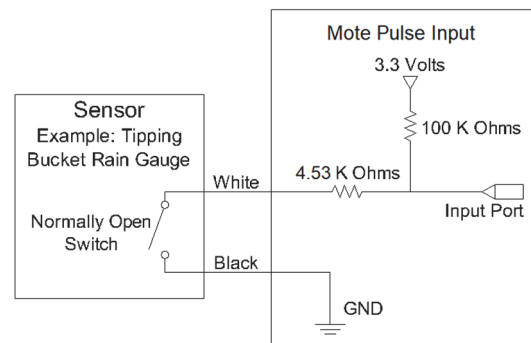 Mote Pulse Input
3.3 Volts
100 K Ohms
4.53 K Ohms
Input Port
GND
Sensor
Example: Tipping
Bucket Rain Gauge
Normally Open
Switch
White
Black